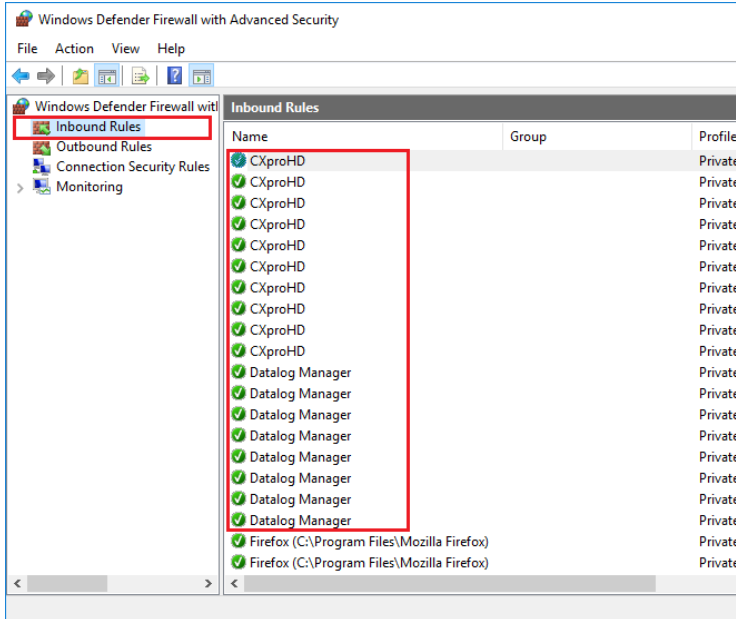 Windows Defender Firewall with Advanced Security
File Action View Help
Windows Defender Firewall witl
Inbound Rules
Outbound Rules
Connection Security Rules
Monitoring
Inbound Rules
Name Group Profile
CXproHD Private
CXproHD Private
CXproHD Private
CXproHD Private
CXproHD Private
CXproHD Private
CXproHD Private
CXproHD Private
CXproHD Private
CXproHD Private
Datalog Manager Private
Datalog Manager Private
Datalog Manager Private
Datalog Manager Private
Datalog Manager Private
Datalog Manager Private
Datalog Manager Private
Datalog Manager Private
Firefox (C:\Program Files\Mozilla Firefox) Private
Firefox (C:\Program Files\Mozilla Firefox) Private